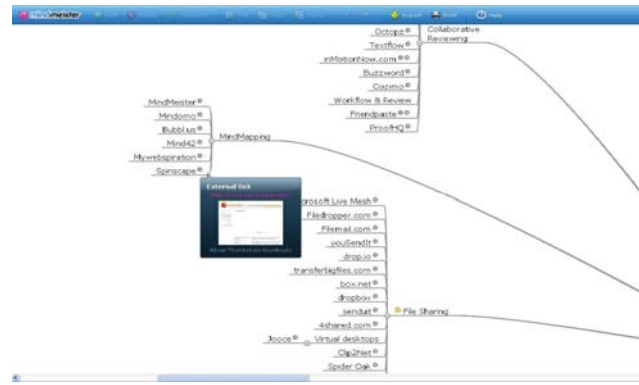 mindmeister
Export
Print
Help
Octopz
Textflow
inMotionNow.com
Buzzword
Cozimo
Workflow & Review
Friendpaste
ProofHQ
Collaborative
Reviewing
MindMeister
Mindomo
Bubbl.us
Mind42
Mywebspiration
Spinscape
MindMapping
External link
About Thumbshots thumbnails
crosoft Live Mesh
Filedropper.com
Filemail.com
youSendIt
drop.io
transferbigfiles.com
box.net
dropbox
senduit
4shared.com
Jooce
Virtual desktops
Clip2Net
Spider Oak
File Sharing